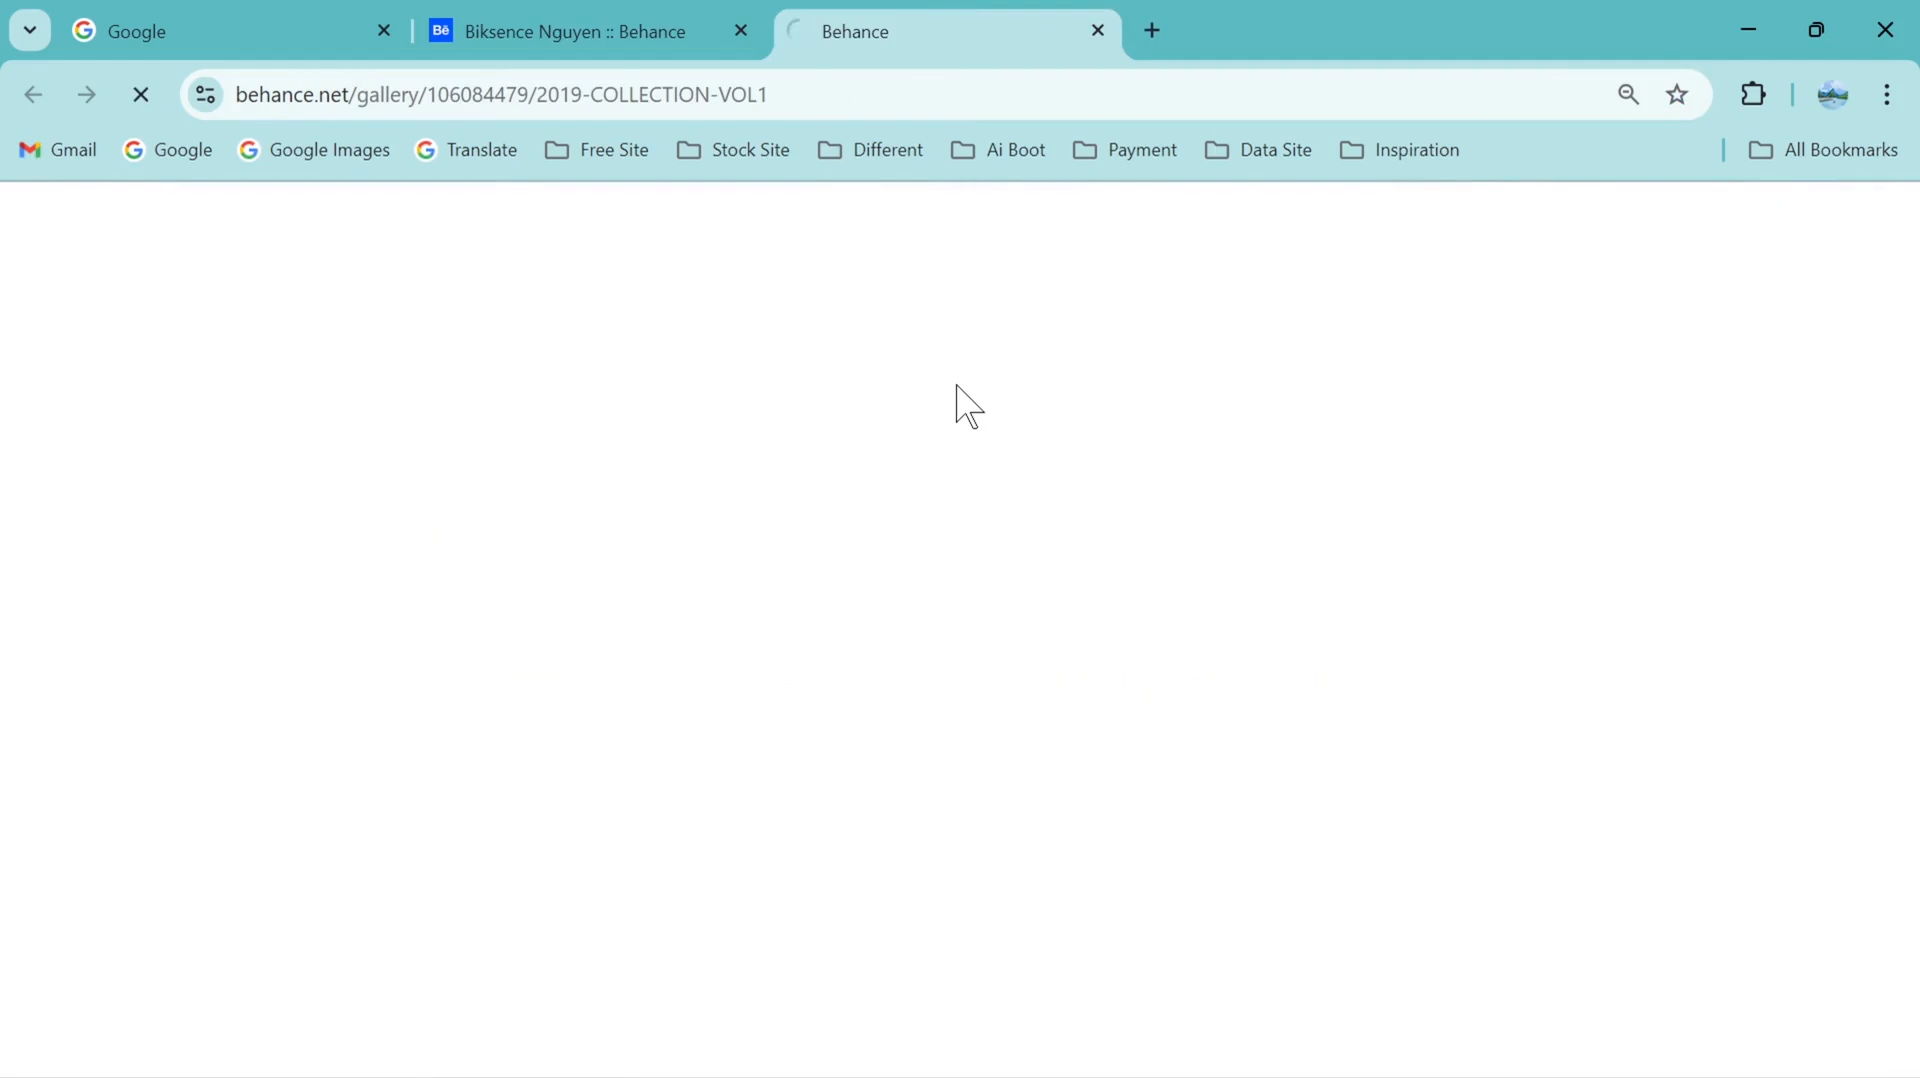 Google
Bē Biksence Nguyen :: Behance
Behance
behance.net/gallery/106084479/2019-COLLECTION-VOL1
Gmail
Google
Google Images
Translate
Free Site
Stock Site
Different
Ai Boot
Payment
Data Site
Inspiration
All Bookmarks